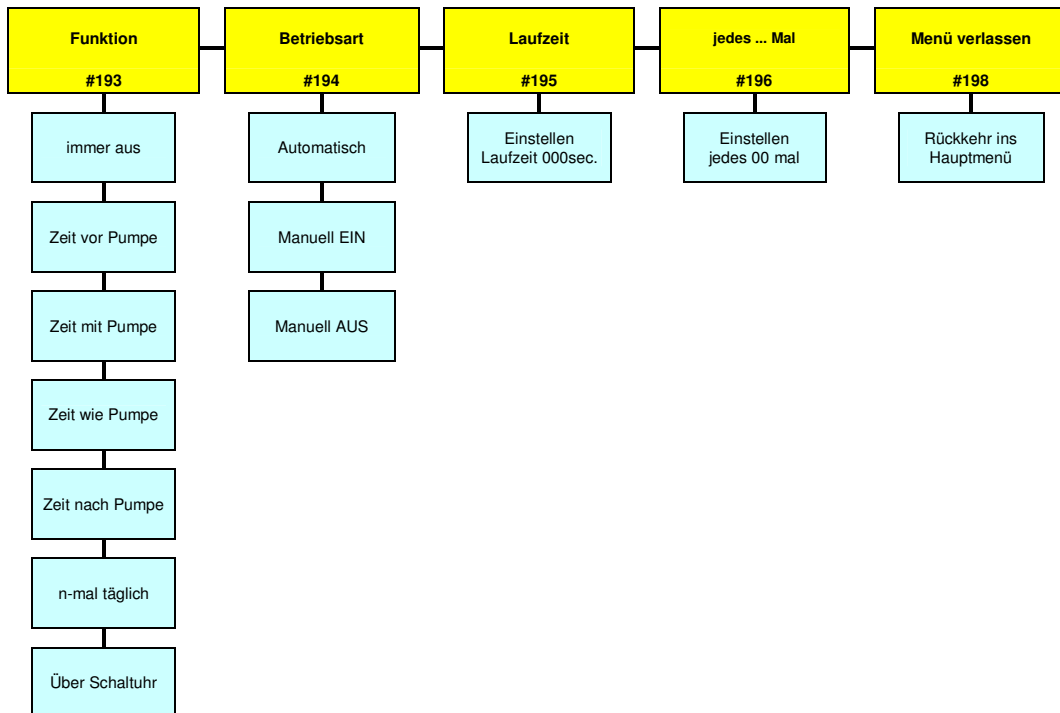 Funktion
#193
Betriebsart
#194
Laufzeit
#195
jedes ... Mal
#196
Menü verlassen
#198
immer aus
Zeit vor Pumpe
Zeit mit Pumpe
Zeit wie Pumpe
Zeit nach Pumpe
n-mal täglich
Über Schaltuhr
Automatisch
Manuell EIN
Manuell AUS
Einstellen
Laufzeit 000sec.
Einstellen
jedes 00 mal
Rückkehr ins
Hauptmenü